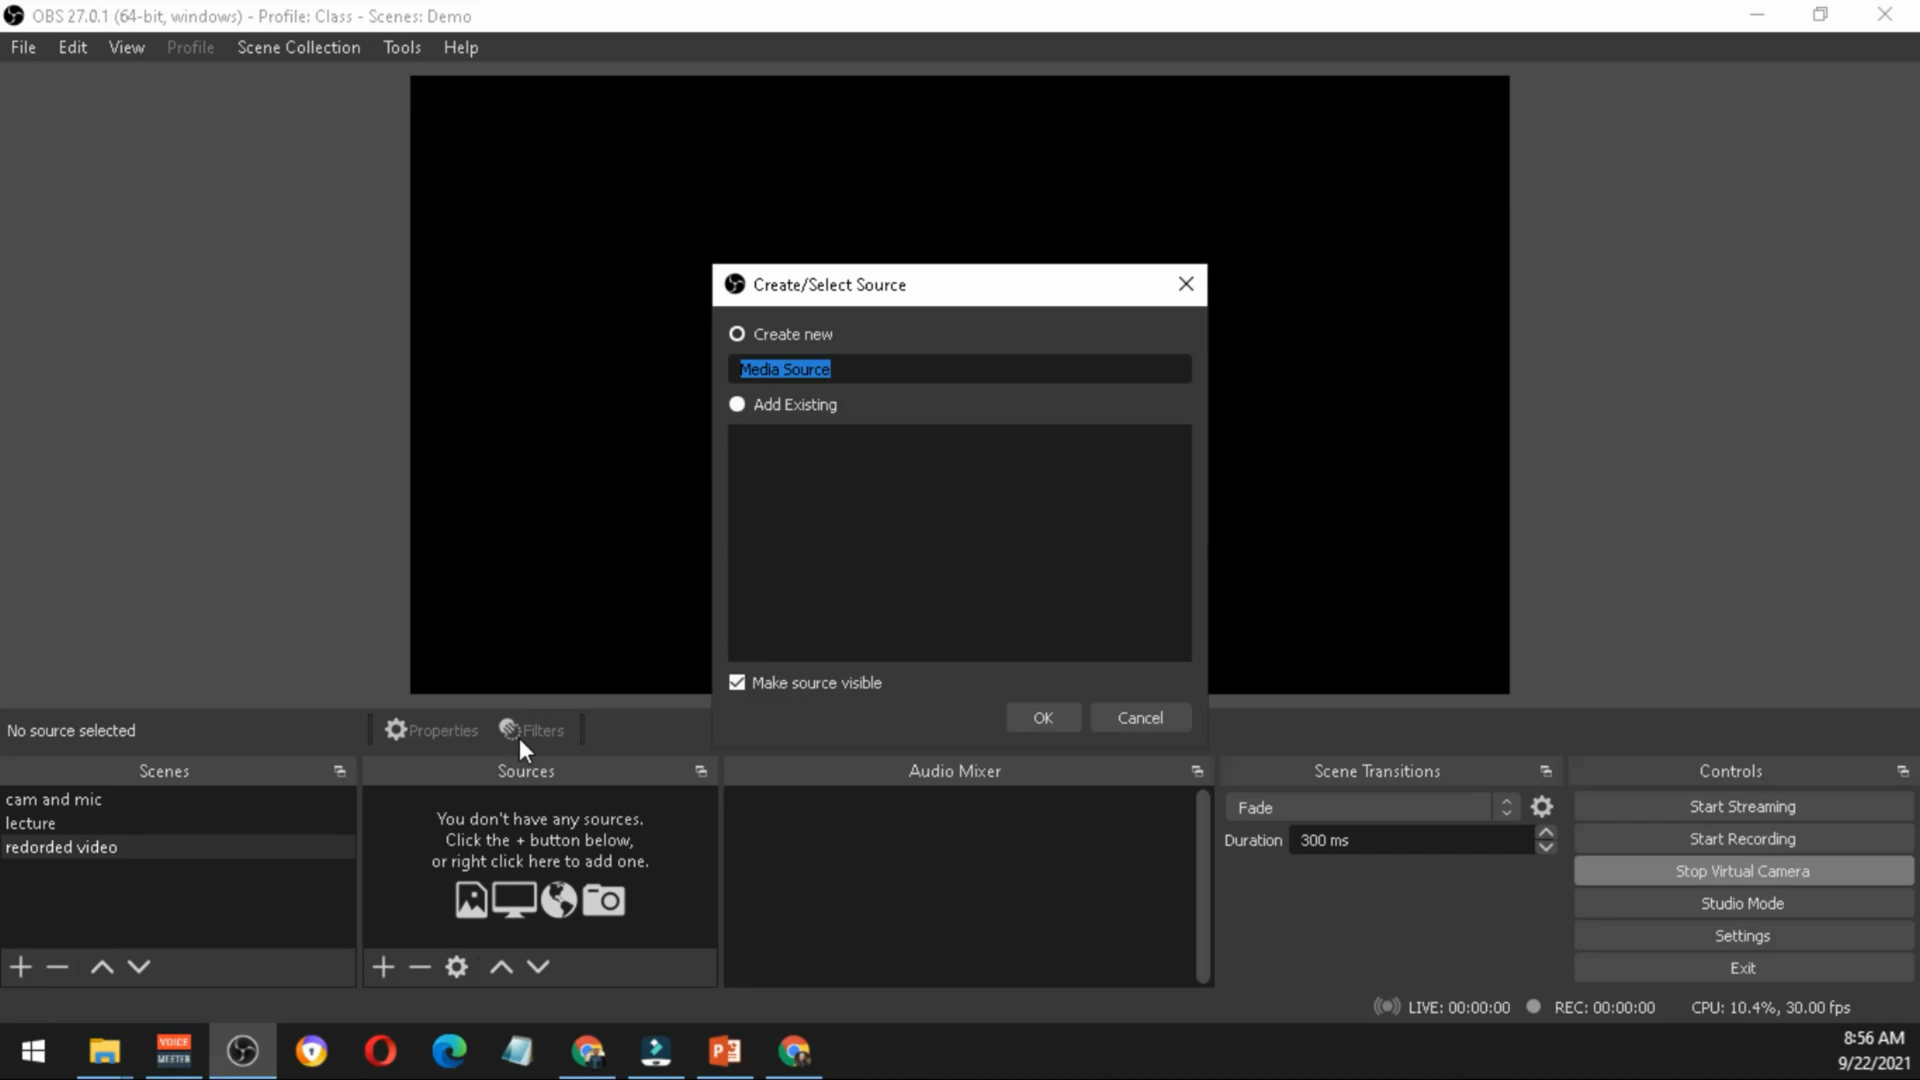 OBS 27.0.1 (64-bit, windows) - Profile: Class - Scenes: Demo
File Edit View Profile Scene Collection Tools Help
Create/Select Source
Create new
Media Source
Add Existing
Make source visible
OK Cancel
No source selected Properties Filters
Scenes Sources Audio Mixer Scene Transitions Controls
cam and mic
lecture
redorded video
You don't have any sources.
Click the + button below,
or right click here to add one.
Fade
Duration 300 ms
Start Streaming
Start Recording
Stop Virtual Camera
Studio Mode
Settings
Exit
LIVE: 00:00:00 REC: 00:00:00 CPU: 10.4%, 30.00 fps
VOICE
MEETER
8:56 AM
9/22/2021